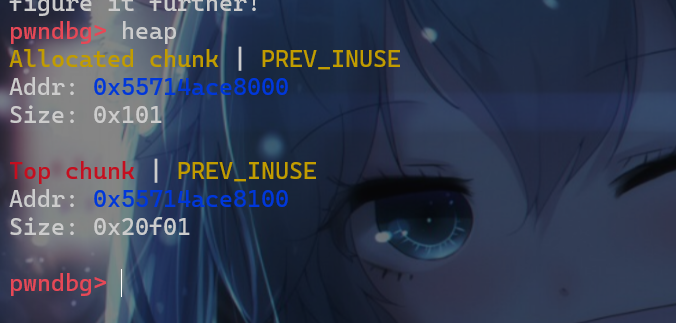 figure it further!
pwndbg> heap
Allocated chunk | PREV_INUSE
Addr: 0x55714ace8000
Size: 0x101
Top chunk | PREV_INUSE
Addr: 0x55714ace8100
Size: 0x20f01
pwndbg>